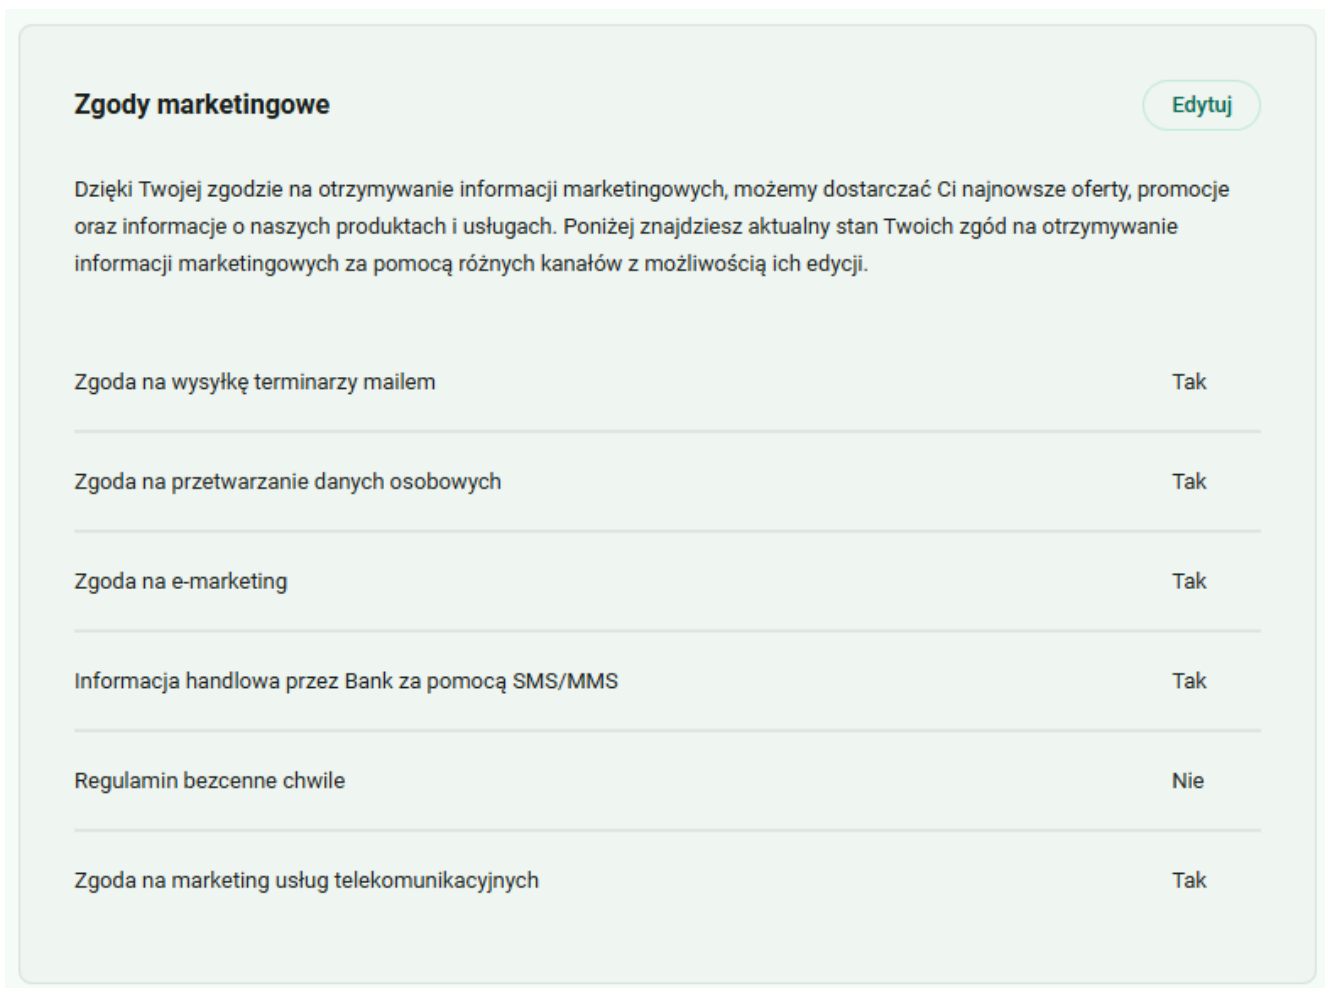 Zgody marketingowe
Edytuj
Dzięki Twojej zgodzie na otrzymywanie informacji marketingowych, możemy dostarczać Ci najnowsze oferty, promocje
oraz informacje o naszych produktach i usługach. Poniżej znajdziesz aktualny stan Twoich zgód na otrzymywanie
informacji marketingowych za pomocą różnych kanałów z możliwością ich edycji.
Zgoda na wysyłkę terminarzy mailem Tak
Zgoda na przetwarzanie danych osobowych Tak
Zgoda na e-marketing Tak
Informacja handlowa przez Bank za pomocą SMS/MMS Tak
Regulamin bezcenne chwile Nie
Zgoda na marketing usług telekomunikacyjnych Tak